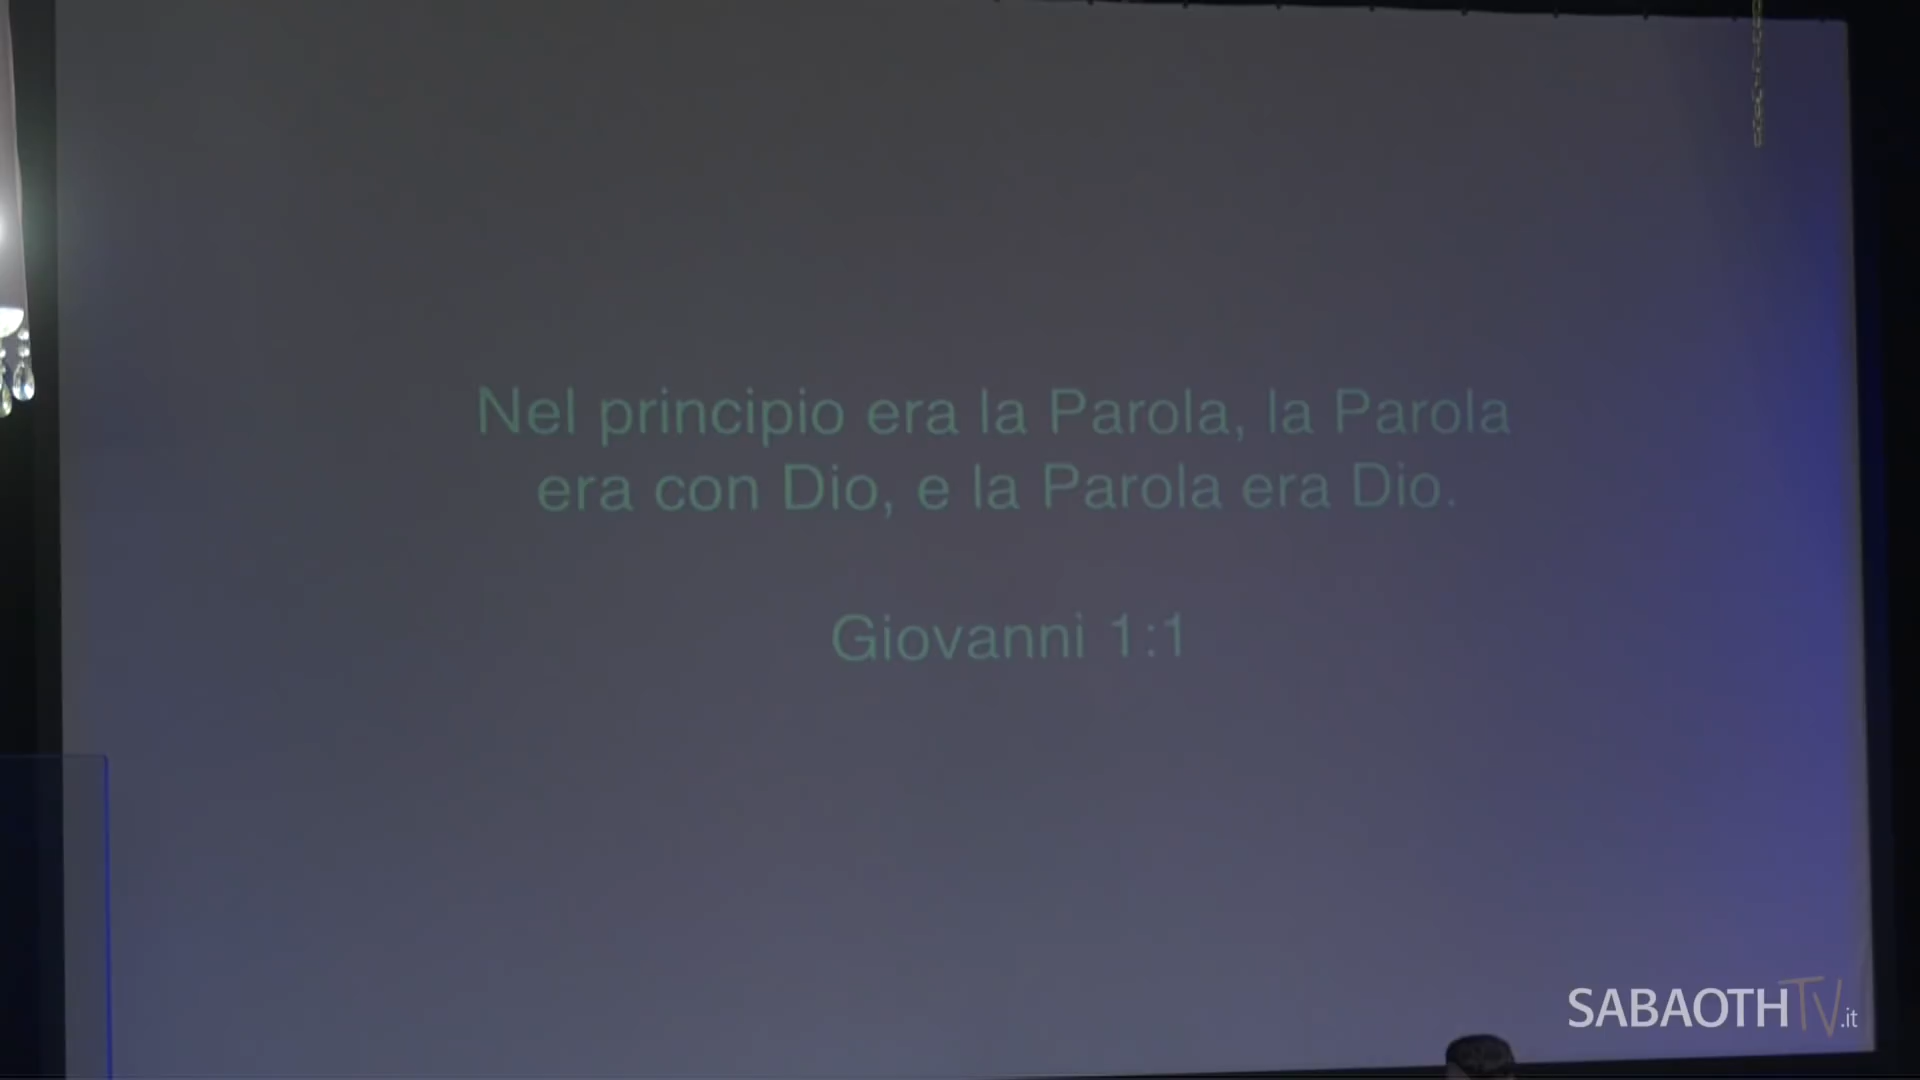 Nel principio era la Parola, la Parola
era con Dio, e la Parola era Dio.
Giovanni 1:1
SABAOTHTV.it